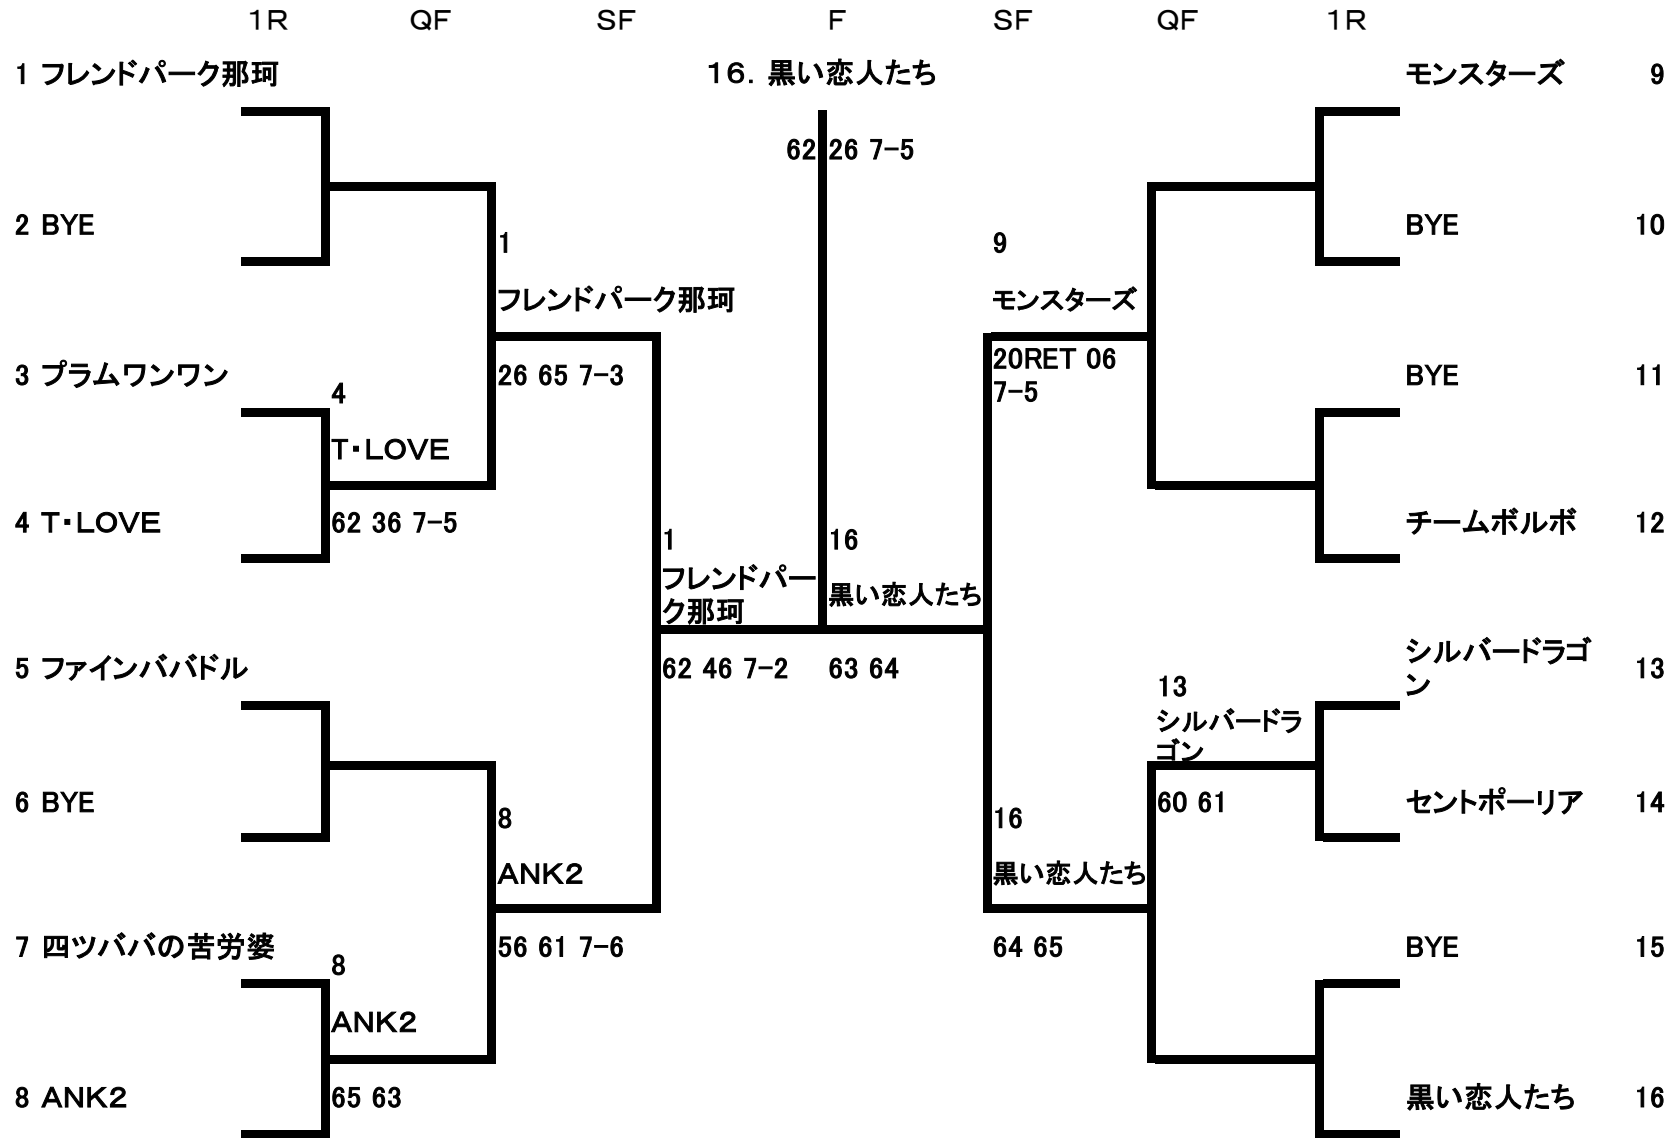 1R QF SF F SF QF 1R
1 フレンドパーク那珂
16. 黒い恋人たち
モンスターズ 9
62 26 7-5
2 BYE
BYE 10
1
9
フレンドパーク那珂
モンスターズ
3 プラムワンワン
26 65 7-3
20RET 06
7-5
BYE 11
4
T・LOVE
4 T・LOVE
62 36 7-5
チームボルボ 12
1
16
フレンドパー
ク那珂
黒い恋人たち
5 ファインババドル
62 46 7-2
63 64
シルバードラゴ
ン
13
13
シルバードラ
ゴン
6 BYE
8
16
60 61
セントポーリア 14
ANK2
黒い恋人たち
7 四ツババの苦労婆
56 61 7-6
64 65
BYE 15
8
ANK2
8 ANK2
65 63
黒い恋人たち 16